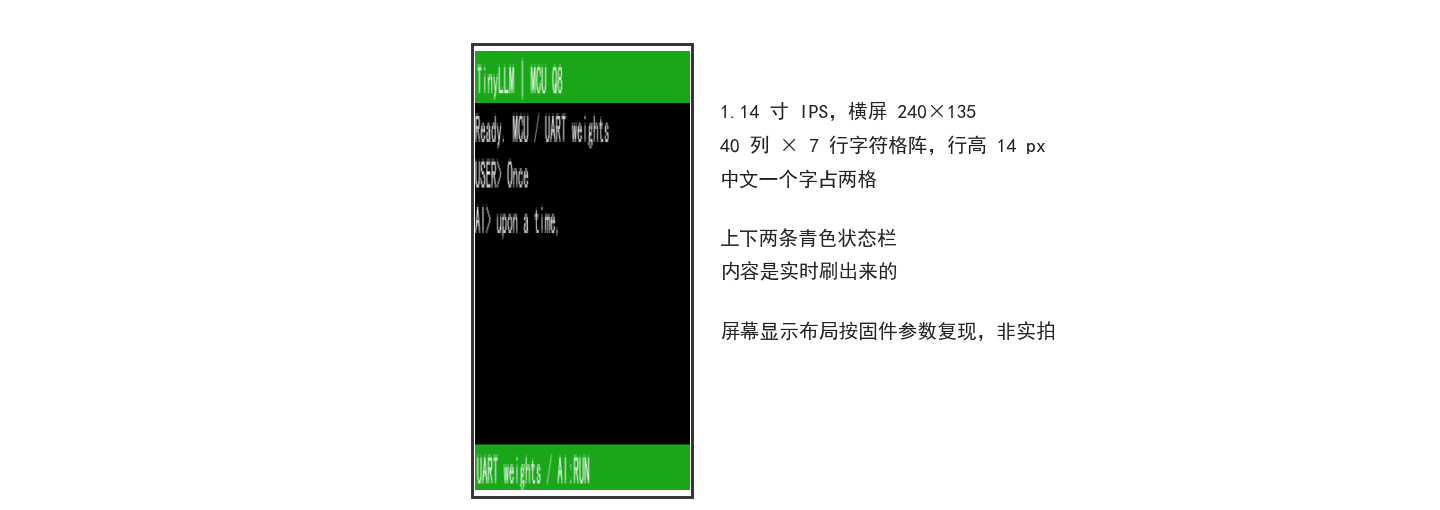 TinyLLM | MCU Q8
Ready. MCU / UART weights
USER> Once
AI> upon a time,
UART weights / AI:RUN
1.14 寸 IPS，横屏 240×135
40 列 × 7 行字符格阵，行高 14 px
中文一个字占两格
上下两条青色状态栏
内容是实时刷出来的
屏幕显示布局按固件参数复现，非实拍